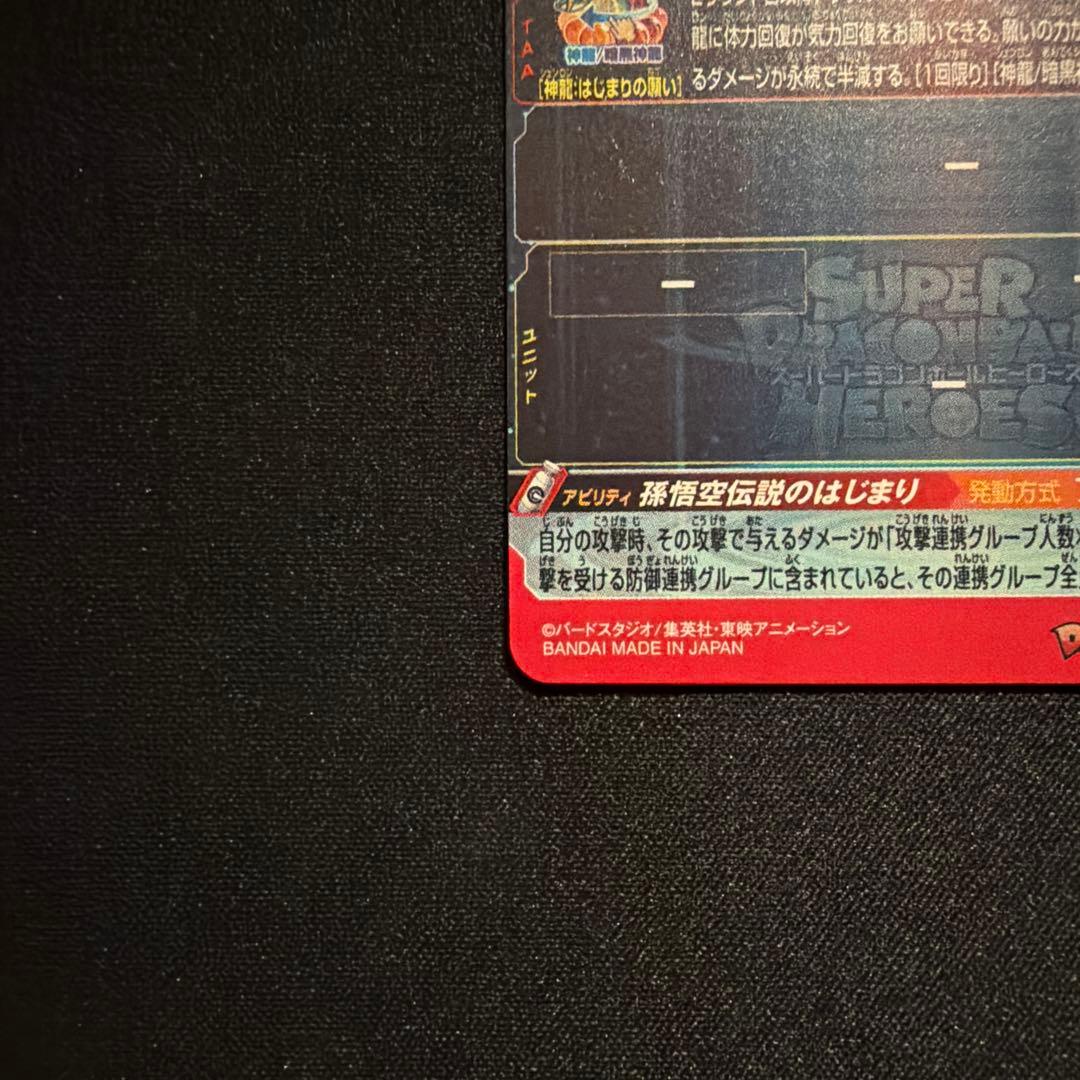 龍に体力回復か気力回復をお願いできる。願いの力が
神龍/暗黒神龍
[神龍:はじまりの願い]
るダメージが永続で半減する。[1回限り][神龍/暗黒
SUPER
DRAGON BALL
スーパードラゴンボールヒーローズ
HEROES
ユニット
アビリティ 孫悟空伝説のはじまり 発動方式
自分の攻撃時、その攻撃で与えるダメージが「攻撃連携グループ人数×
撃を受ける防御連携グループに含まれていると、その連携グループ全
©バードスタジオ/集英社・東映アニメーション
BANDAI MADE IN JAPAN